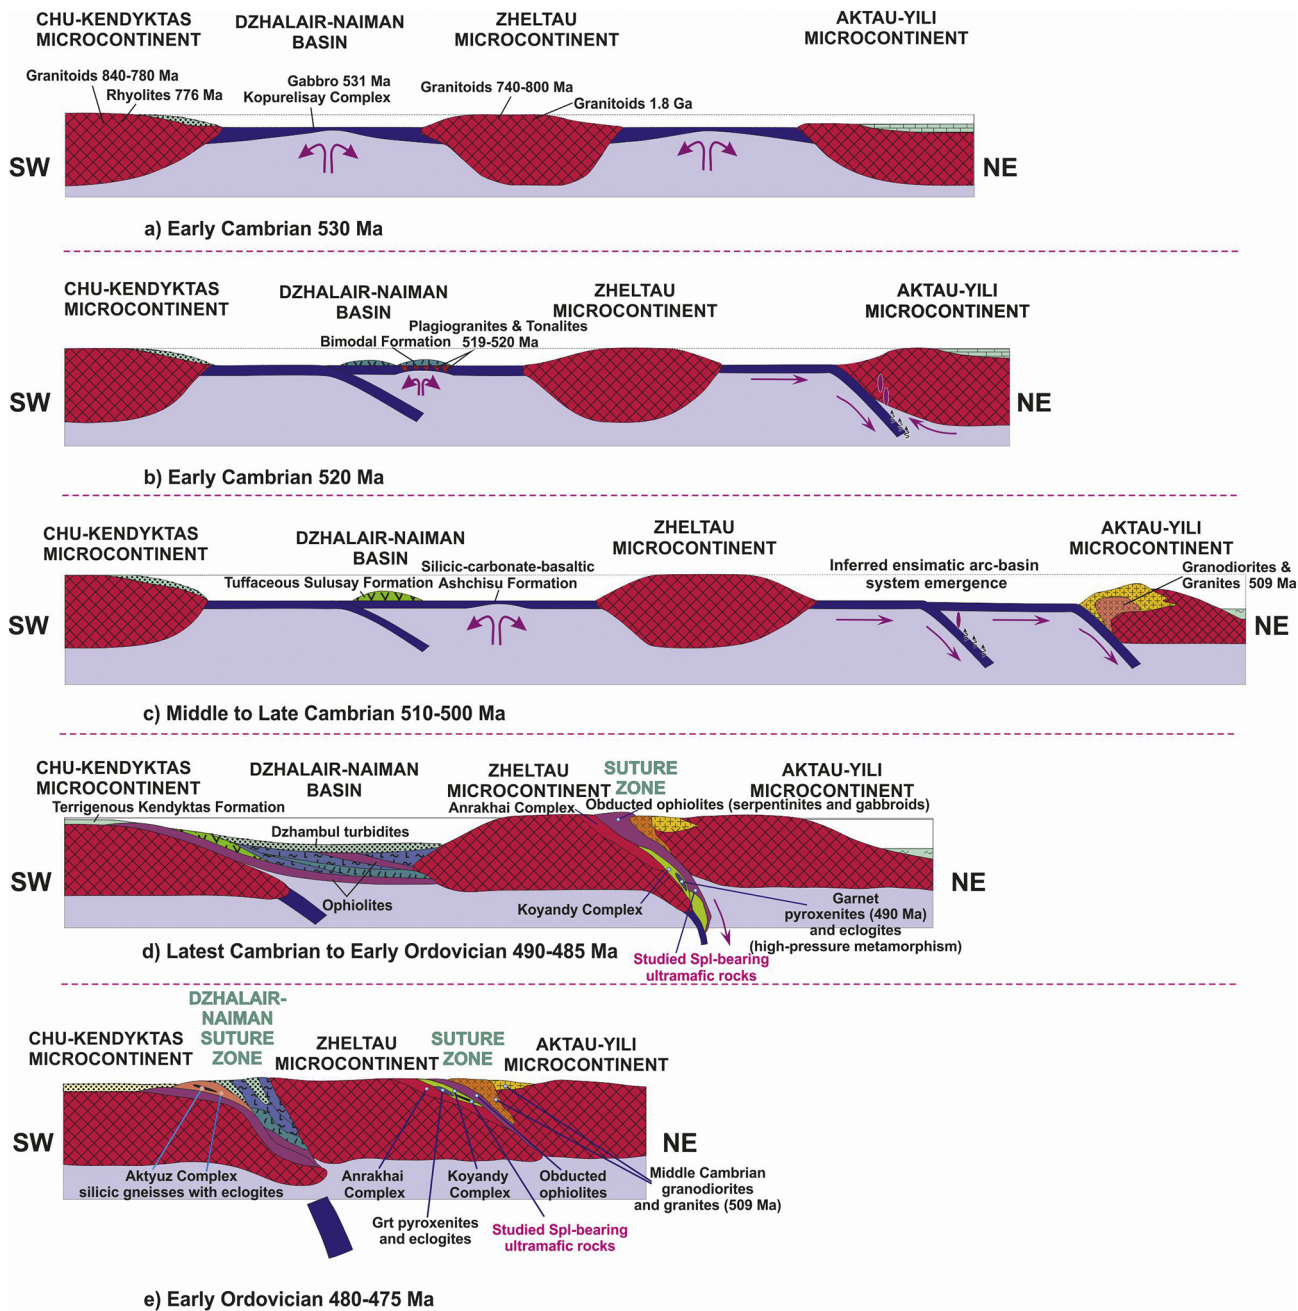 CHU-KENDYKTAS
MICROCONTINENT
DZHALAIR-NAIMAN
BASIN
ZHELTAU
MICROCONTINENT
AKTAU-YILI
MICROCONTINENT
Granitoids 840-780 Ma
Rhyolites 776 Ma
Gabbro 531 Ma
Kopurelisay Complex
Granitoids 740-800 Ma
Granitoids 1.8 Ga
SW
NE
a) Early Cambrian 530 Ma
CHU-KENDYKTAS
MICROCONTINENT
DZHALAIR-NAIMAN
BASIN
ZHELTAU
MICROCONTINENT
AKTAU-YILI
MICROCONTINENT
Plagiogranites & Tonalites
519-520 Ma
Bimodal Formation
SW
NE
b) Early Cambrian 520 Ma
CHU-KENDYKTAS
MICROCONTINENT
DZHALAIR-NAIMAN
BASIN
ZHELTAU
MICROCONTINENT
AKTAU-YILI
MICROCONTINENT
Tuffaceous Sulusay Formation
Silicic-carbonate-basaltic
Ashchisu Formation
Inferred ensimatic arc-basin
system emergence
Granodiorites &
Granites 509 Ma
SW
NE
c) Middle to Late Cambrian 510-500 Ma
CHU-KENDYKTAS
MICROCONTINENT
DZHALAIR-NAIMAN
BASIN
ZHELTAU
MICROCONTINENT
SUTURE
ZONE
AKTAU-YILI
MICROCONTINENT
Terrigenous Kendyktas Formation
Dzhambul turbidites
Anrakhai Complex
Obducted ophiolites (serpentinites and gabbroids)
SW
NE
Ophiolites
Koyandy Complex
Garnet
pyroxenites (490 Ma)
and eclogites
(high-pressure metamorphism)
Studied Spl-bearing
ultramafic rocks
d) Latest Cambrian to Early Ordovician 490-485 Ma
DZHALAIR-
NAIMAN
SUTURE
ZONE
CHU-KENDYKTAS
MICROCONTINENT
ZHELTAU
MICROCONTINENT
SUTURE
ZONE
AKTAU-YILI
MICROCONTINENT
SW
NE
Aktyuz Complex
silicic gneisses with eclogites
Anrakhai
Complex
Koyandy
Complex
Obducted
ophiolites
Middle Cambrian
granodiorites
and granites (509 Ma)
Grt pyroxenites
and eclogites
Studied Spl-bearing
ultramafic rocks
e) Early Ordovician 480-475 Ma